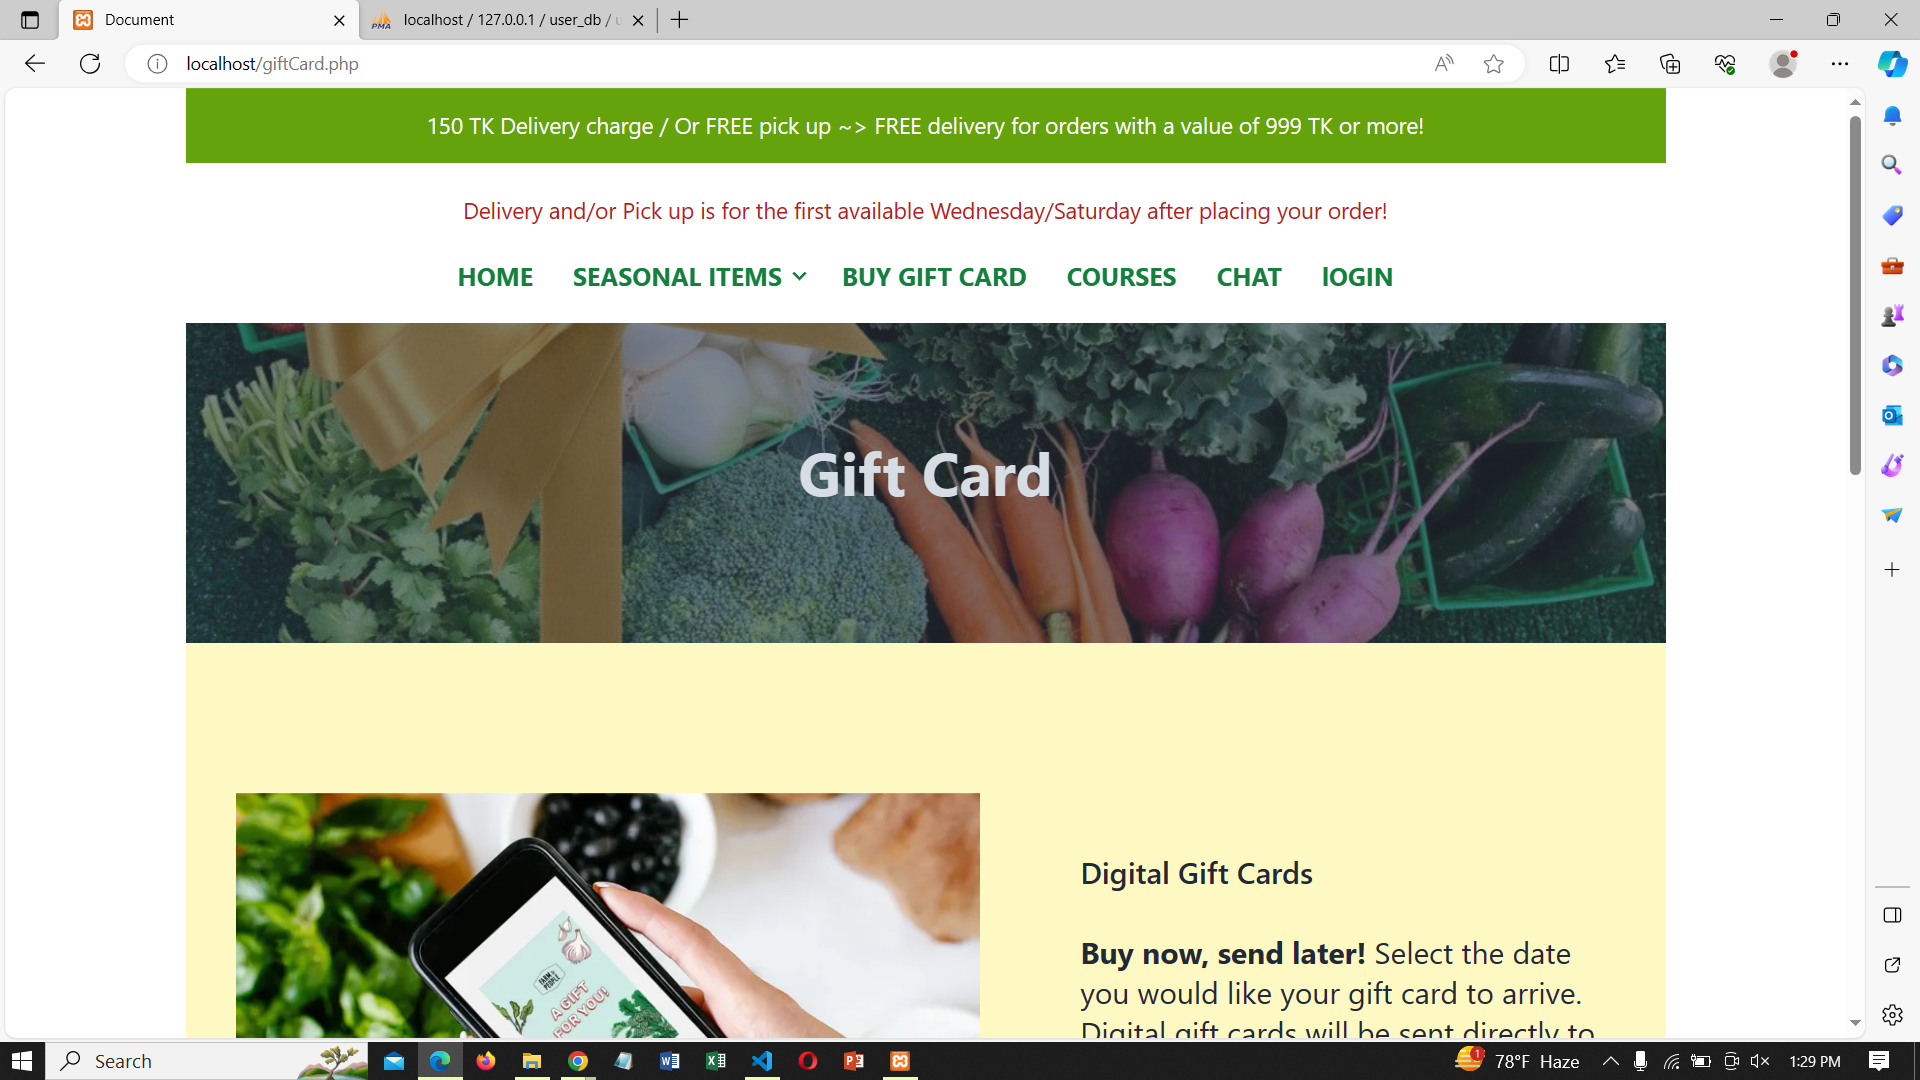 Document
localhost / 127.0.0.1 / user_db / u
localhost/giftCard.php
150 TK Delivery charge / Or FREE pick up ~> FREE delivery for orders with a value of 999 TK or more!
Delivery and/or Pick up is for the first available Wednesday/Saturday after placing your order!
HOME SEASONAL ITEMS BUY GIFT CARD COURSES CHAT lOGIN
Gift Card
FARM TO PEOPLE
A GIFT
FOR YOU!
Digital Gift Cards
Buy now, send later! Select the date
you would like your gift card to arrive.
Digital gift cards will be sent directly to
Search
1
78°F Haze
1:29 PM